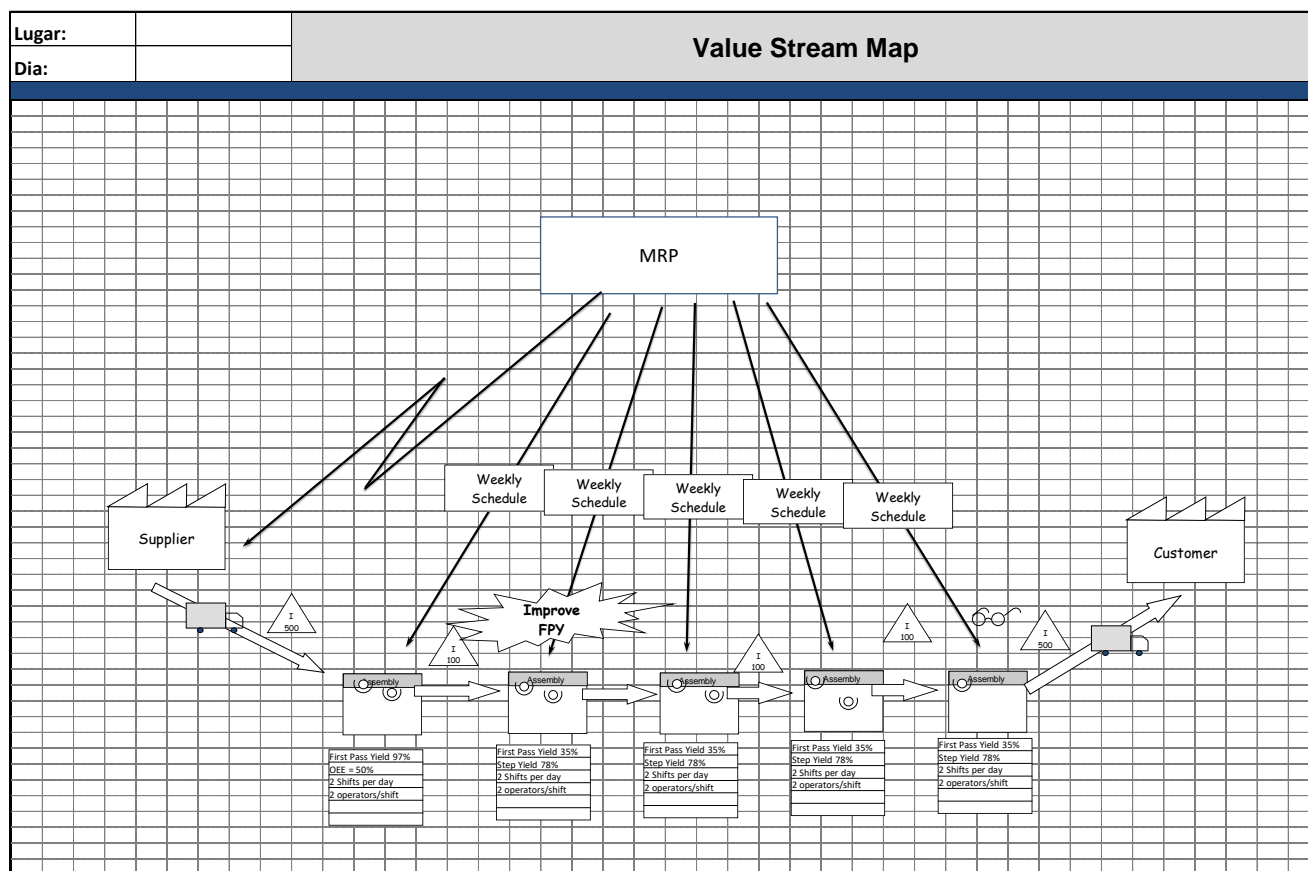 Lugar:
Value Stream Map
Dia:
MRP
Weekly
Schedule
Weekly
Schedule
Weekly
Schedule
Weekly
Schedule
Weekly
Schedule
Supplier
Customer
I
500
Improve
FPY
I
100
I
100
I
100
I
500
Assembly
Assembly
Assembly
Assembly
Assembly
First Pass Yield 97%
OEE = 50%
2 Shifts per day
2 operators/shift
First Pass Yield 35%
Step Yield 78%
2 Shifts per day
2 operators/shift
First Pass Yield 35%
Step Yield 78%
2 Shifts per day
2 operators/shift
First Pass Yield 35%
Step Yield 78%
2 Shifts per day
2 operators/shift
First Pass Yield 35%
Step Yield 78%
2 Shifts per day
2 operators/shift